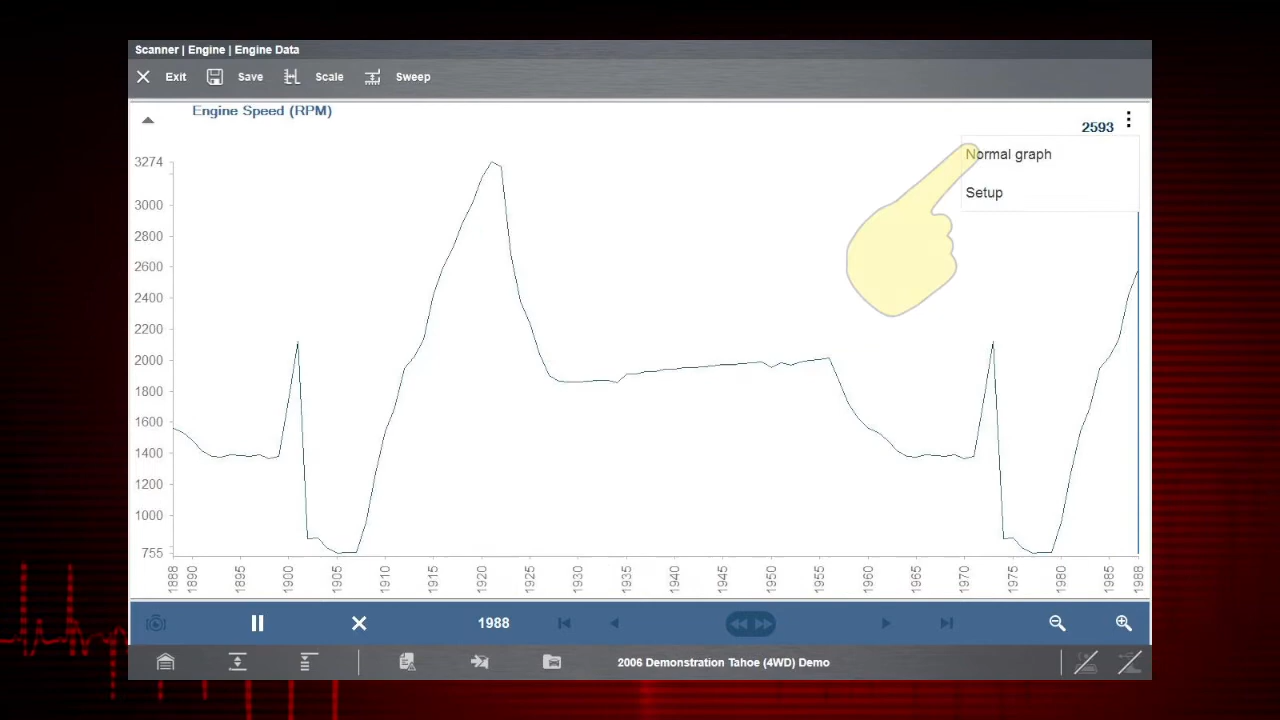 Scanner | Engine | Engine Data
Exit Save Scale Sweep
Engine Speed (RPM)
2593
Normal graph
Setup
3274
3000
2800
2600
2400
2200
2000
1800
1600
1400
1200
1000
755
1888 1890 1895 1900 1905 1910 1915 1920 1925 1930 1935 1940 1945 1950 1955 1960 1965 1970 1975 1980 1985 1988
1988
2006 Demonstration Tahoe (4WD) Demo